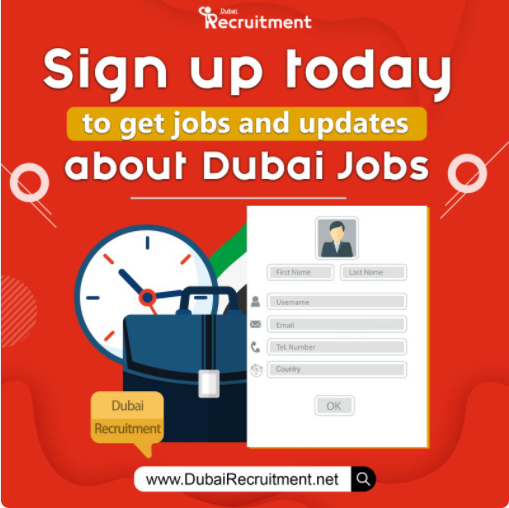 Dubai
Recruitment
Sign up today
to get jobs and updates
about Dubai Jobs
First Name Last Name
Username
Email
Tel. Number
Country
OK
Dubai
Recruitment
www.DubaiRecruitment.net